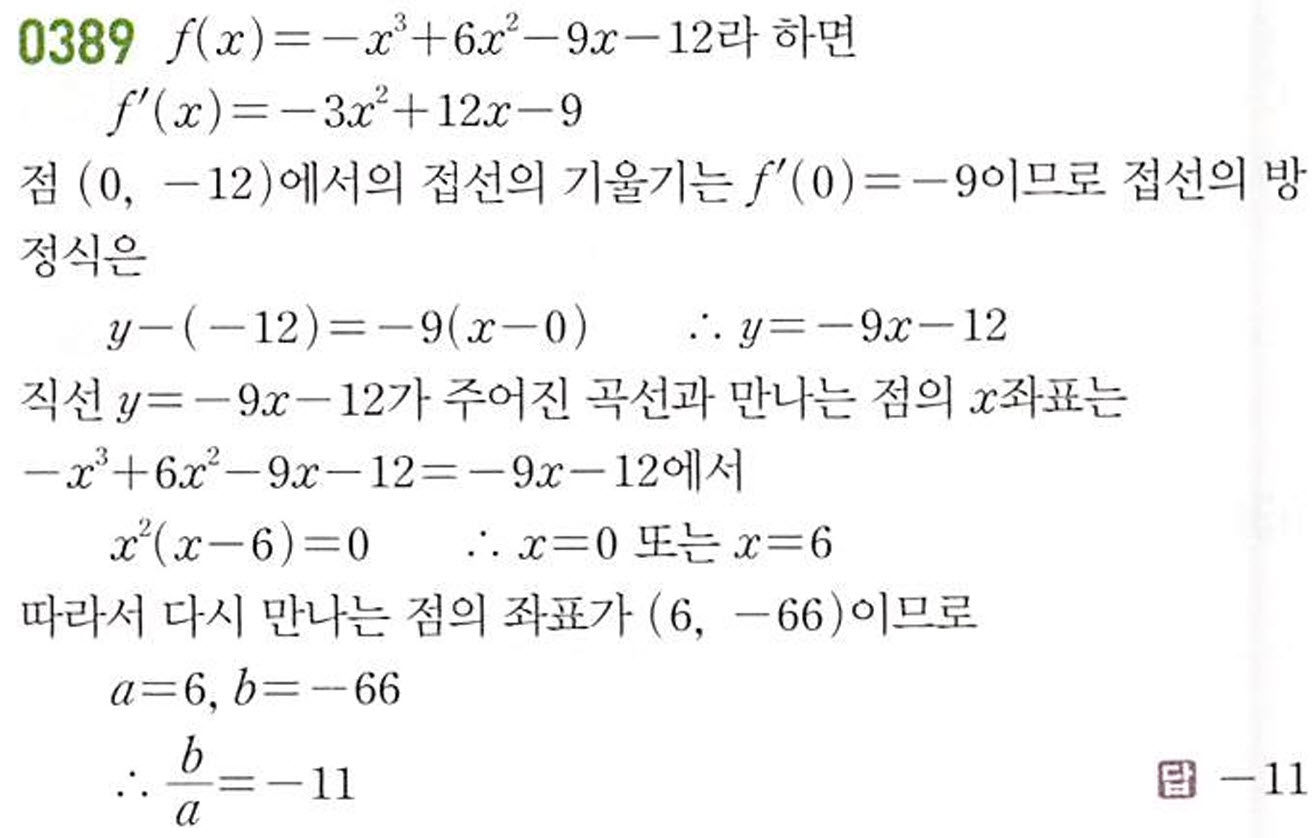 0389 f(x)=-x³+6x²-9x-12라 하면
f′(x)=-3x²+12x-9
점 (0, -12)에서의 접선의 기울기는 f′(0)=-9이므로 접선의 방
정식은
y-(-12)=-9(x-0) ∴ y=-9x-12
직선 y=-9x-12가 주어진 곡선과 만나는 점의 x좌표는
-x³+6x²-9x-12=-9x-12에서
x²(x-6)=0 ∴ x=0 또는 x=6
따라서 다시 만나는 점의 좌표가 (6, -66)이므로
a=6, b=-66
∴ b/a=-11 답 -11